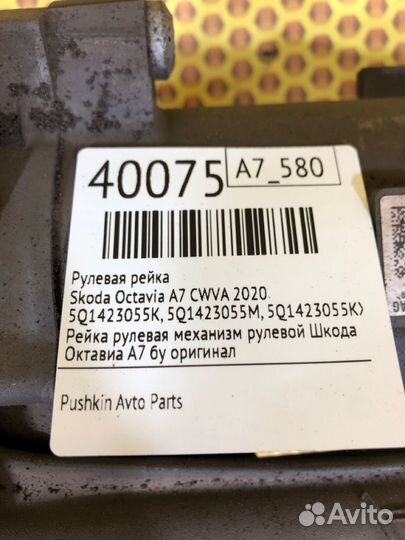 40075
A7_580
Рулевая рейка
Skoda Octavia A7 CWVA 2020
5Q1423055K, 5Q1423055M, 5Q1423055K
Рейка рулевая механизм рулевой Шкода
Октавиа А7 бу оригинал
Pushkin Avto Parts
AG
Avito